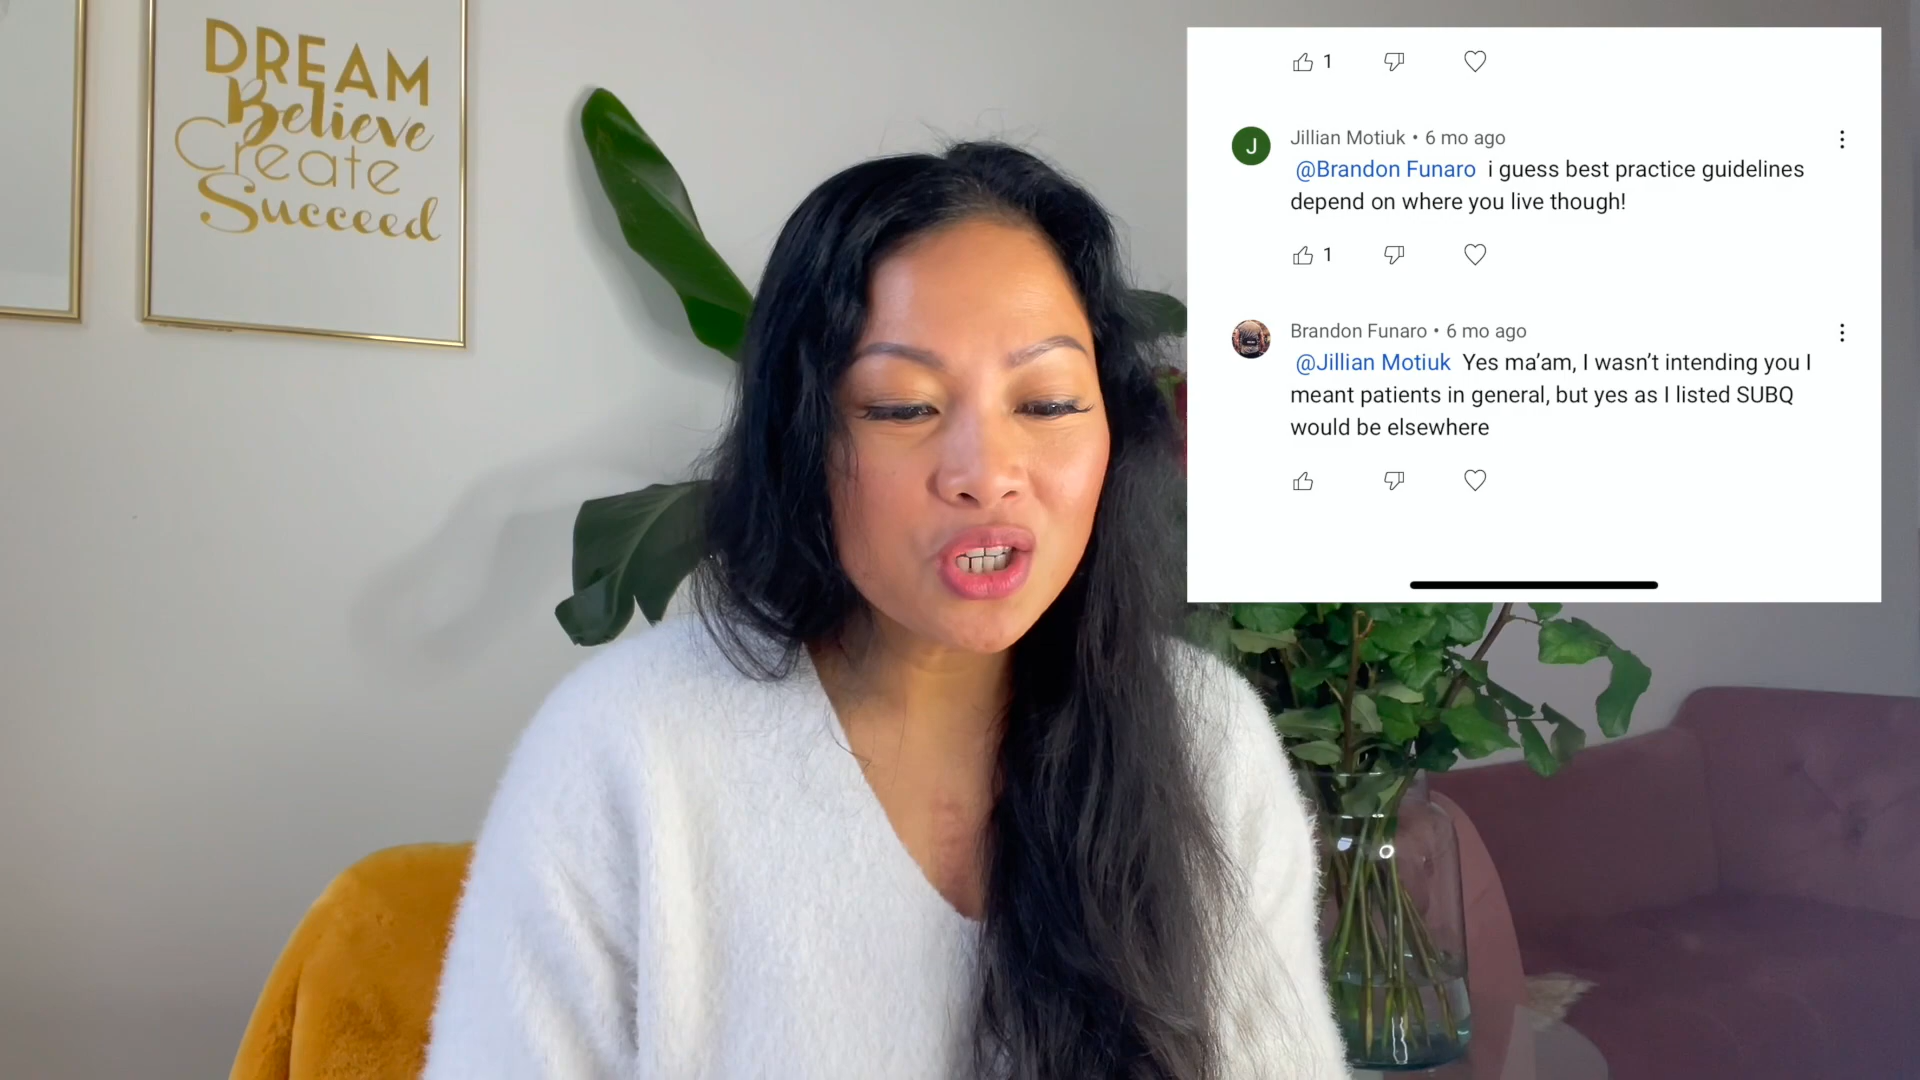 DREAM
Believe
Create
Succeed
1
J
Jillian Motiuk • 6 mo ago
@Brandon Funaro i guess best practice guidelines
depend on where you live though!
1
Brandon Funaro • 6 mo ago
@Jillian Motiuk Yes ma’am, I wasn’t intending you I
meant patients in general, but yes as I listed SUBQ
would be elsewhere